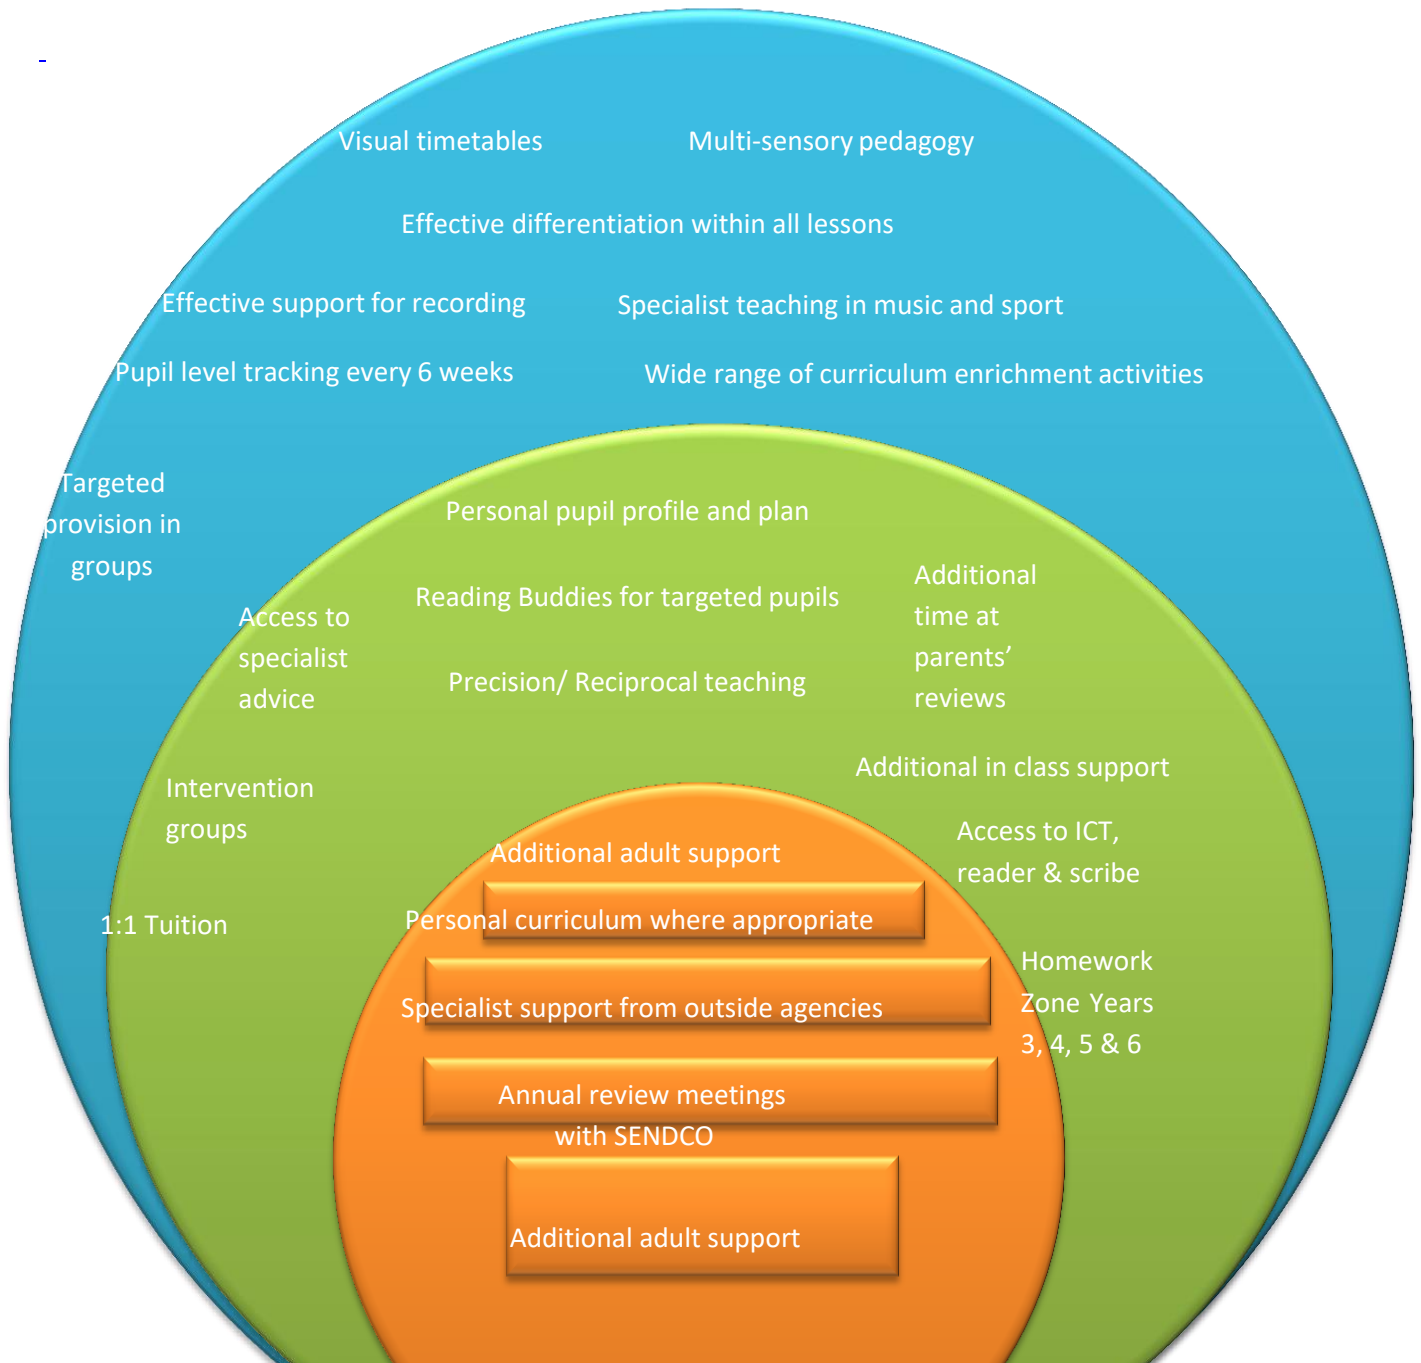 Visual timetables
Multi-sensory pedagogy
Effective differentiation within all lessons
Effective support for recording
Specialist teaching in music and sport
Pupil level tracking every 6 weeks
Wide range of curriculum enrichment activities
Targeted
provision in
groups
Personal pupil profile and plan
Reading Buddies for targeted pupils
Additional
time at
parents’
reviews
Access to
specialist
advice
Precision/ Reciprocal teaching
Additional in class support
Intervention
groups
Access to ICT,
reader & scribe
Additional adult support
1:1 Tuition
Personal curriculum where appropriate
Homework
Zone Years
3, 4, 5 & 6
Specialist support from outside agencies
Annual review meetings
with SENDCO
Additional adult support